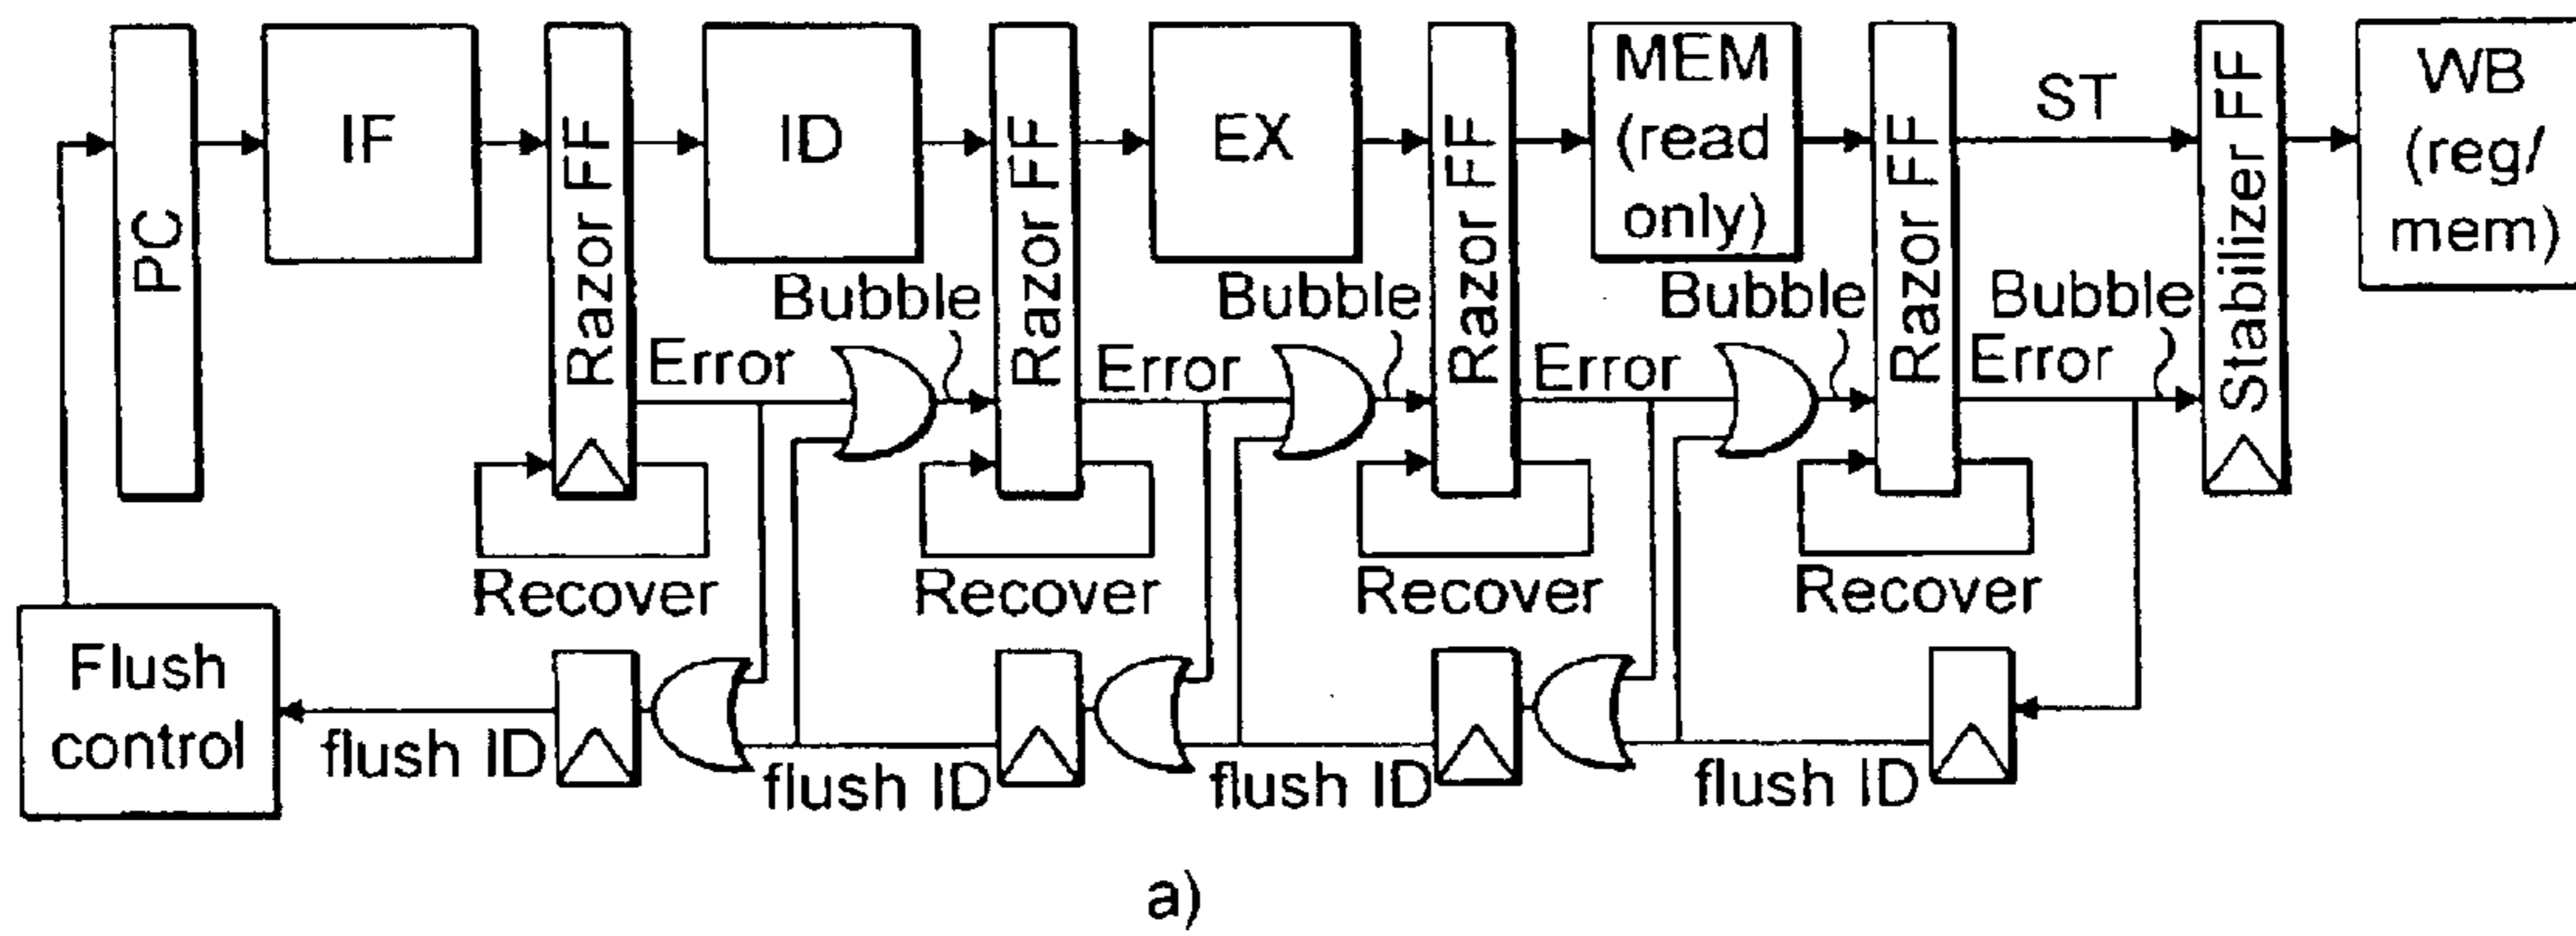 PC
IF
Razor FF
ID
Razor FF
EX
Razor FF
MEM
(read
only)
Razor FF
ST
Stabilizer FF
WB
(reg/
mem)
Bubble
Bubble
Bubble
Bubble
Error
Error
Error
Error
Recover
Recover
Recover
Recover
Flush
control
flush ID
flush ID
flush ID
flush ID
a)